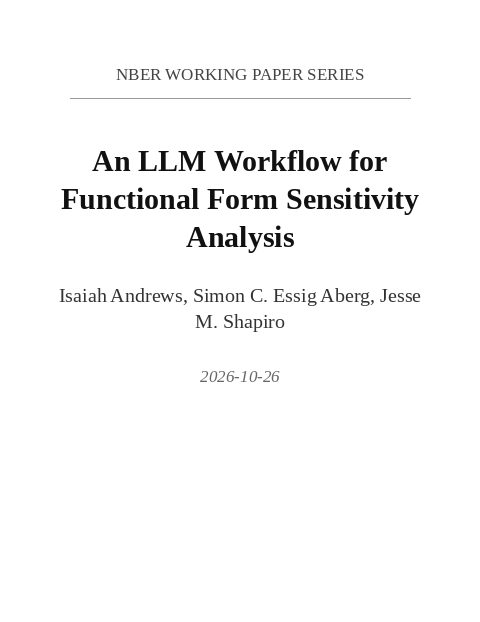 NBER WORKING PAPER SERIES
An LLM Workflow for
Functional Form Sensitivity
Analysis
Isaiah Andrews, Simon C. Essig Aberg, Jesse
M. Shapiro
2026-10-26